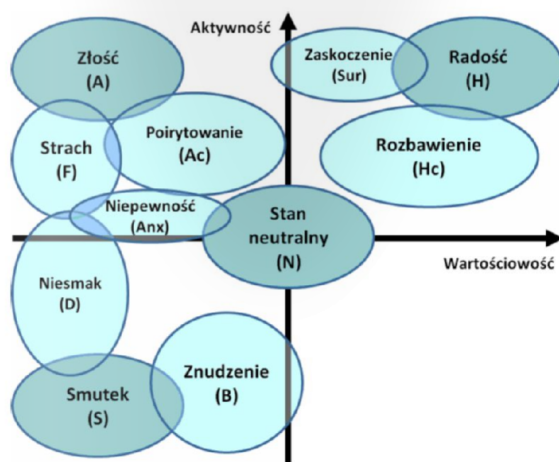 Aktywność
Złość
(A)
Zaskoczenie
(Sur)
Radość
(H)
Strach
(F)
Poirytowanie
(Ac)
Rozbawienie
(Hc)
Niepewność
(Anx)
Stan
neutralny
(N)
Wartościowość
Niesmak
(D)
Smutek
(S)
Znudzenie
(B)